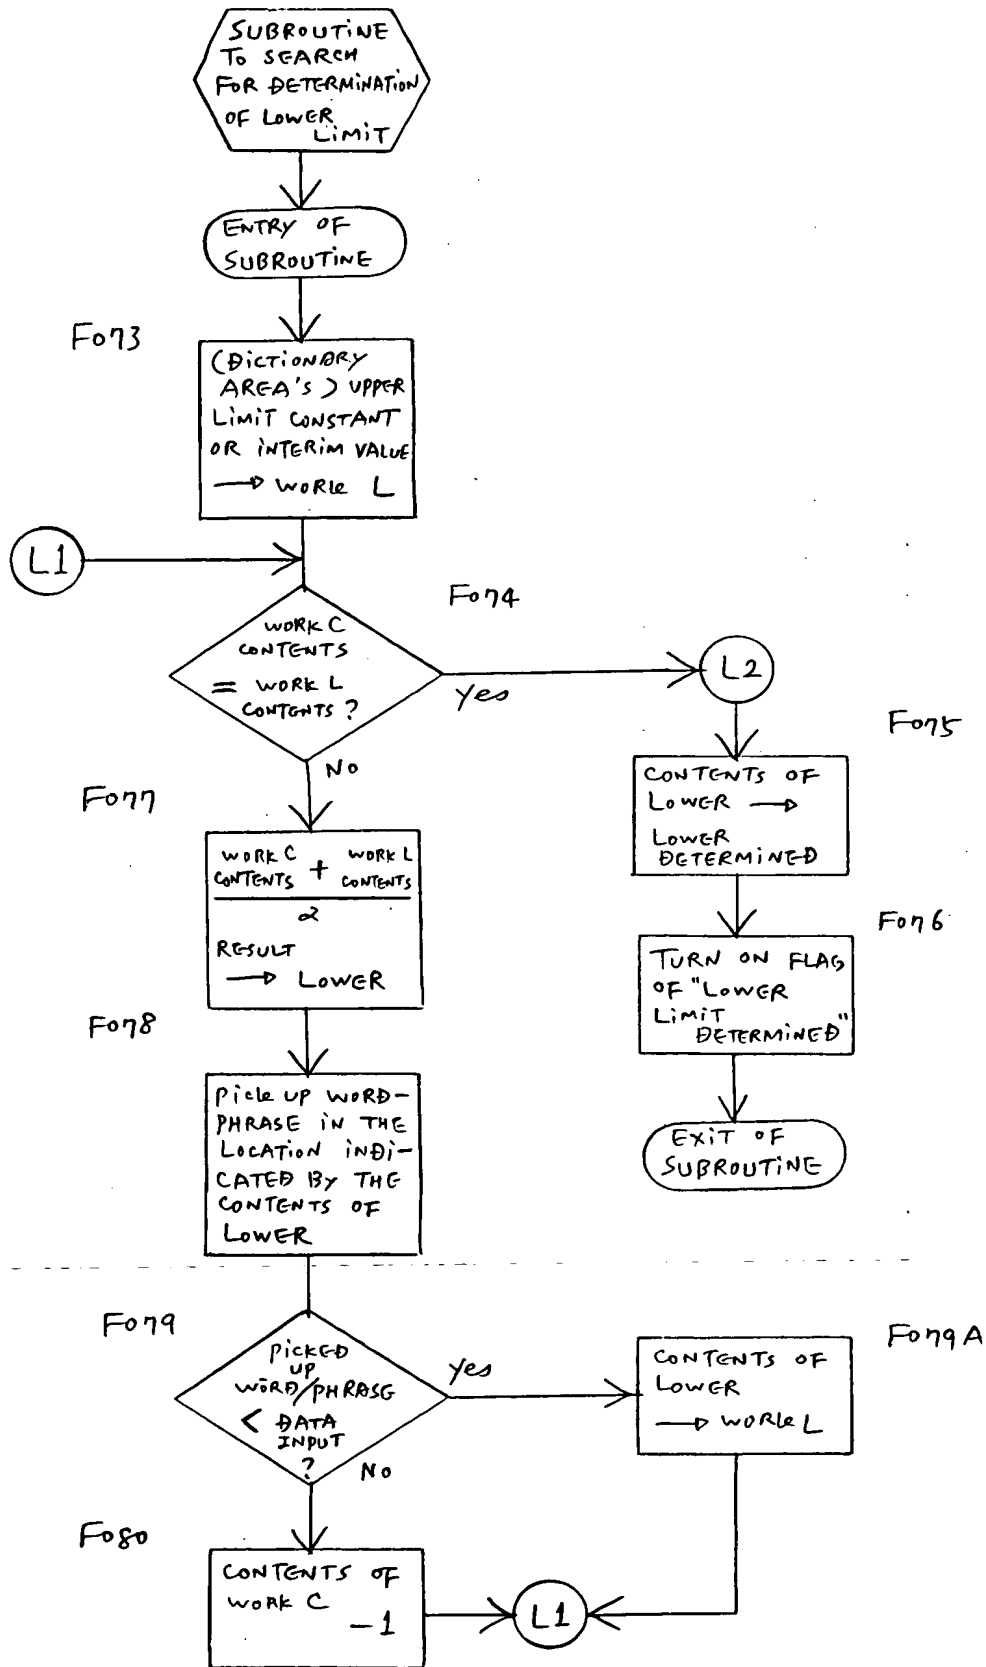 SUBROUTINE
TO SEARCH
FOR DETERMINATION
OF LOWER
LIMIT
ENTRY OF
SUBROUTINE
F073
(DICTIONARY
AREA'S) UPPER
LIMIT CONSTANT
OR INTERIM VALUE
→ WORK L
L1
F074
WORK C
CONTENTS
= WORK L
CONTENTS?
Yes
L2
No
F075
CONTENTS OF
LOWER →
LOWER
DETERMINED
F077
WORK C CONTENTS + WORK L CONTENTS
2
RESULT
→ LOWER
F076
TURN ON FLAG
OF "LOWER
LIMIT
DETERMINED"
EXIT OF
SUBROUTINE
F078
PICK UP WORD-
PHRASE IN THE
LOCATION INDI-
CATED BY THE
CONTENTS OF
LOWER
F079
PICKED
UP
WORD/PHRASE
< DATA
INPUT
?
Yes
No
F079A
CONTENTS OF
LOWER
→ WORK L
F080
CONTENTS OF
WORK C
-1
L1